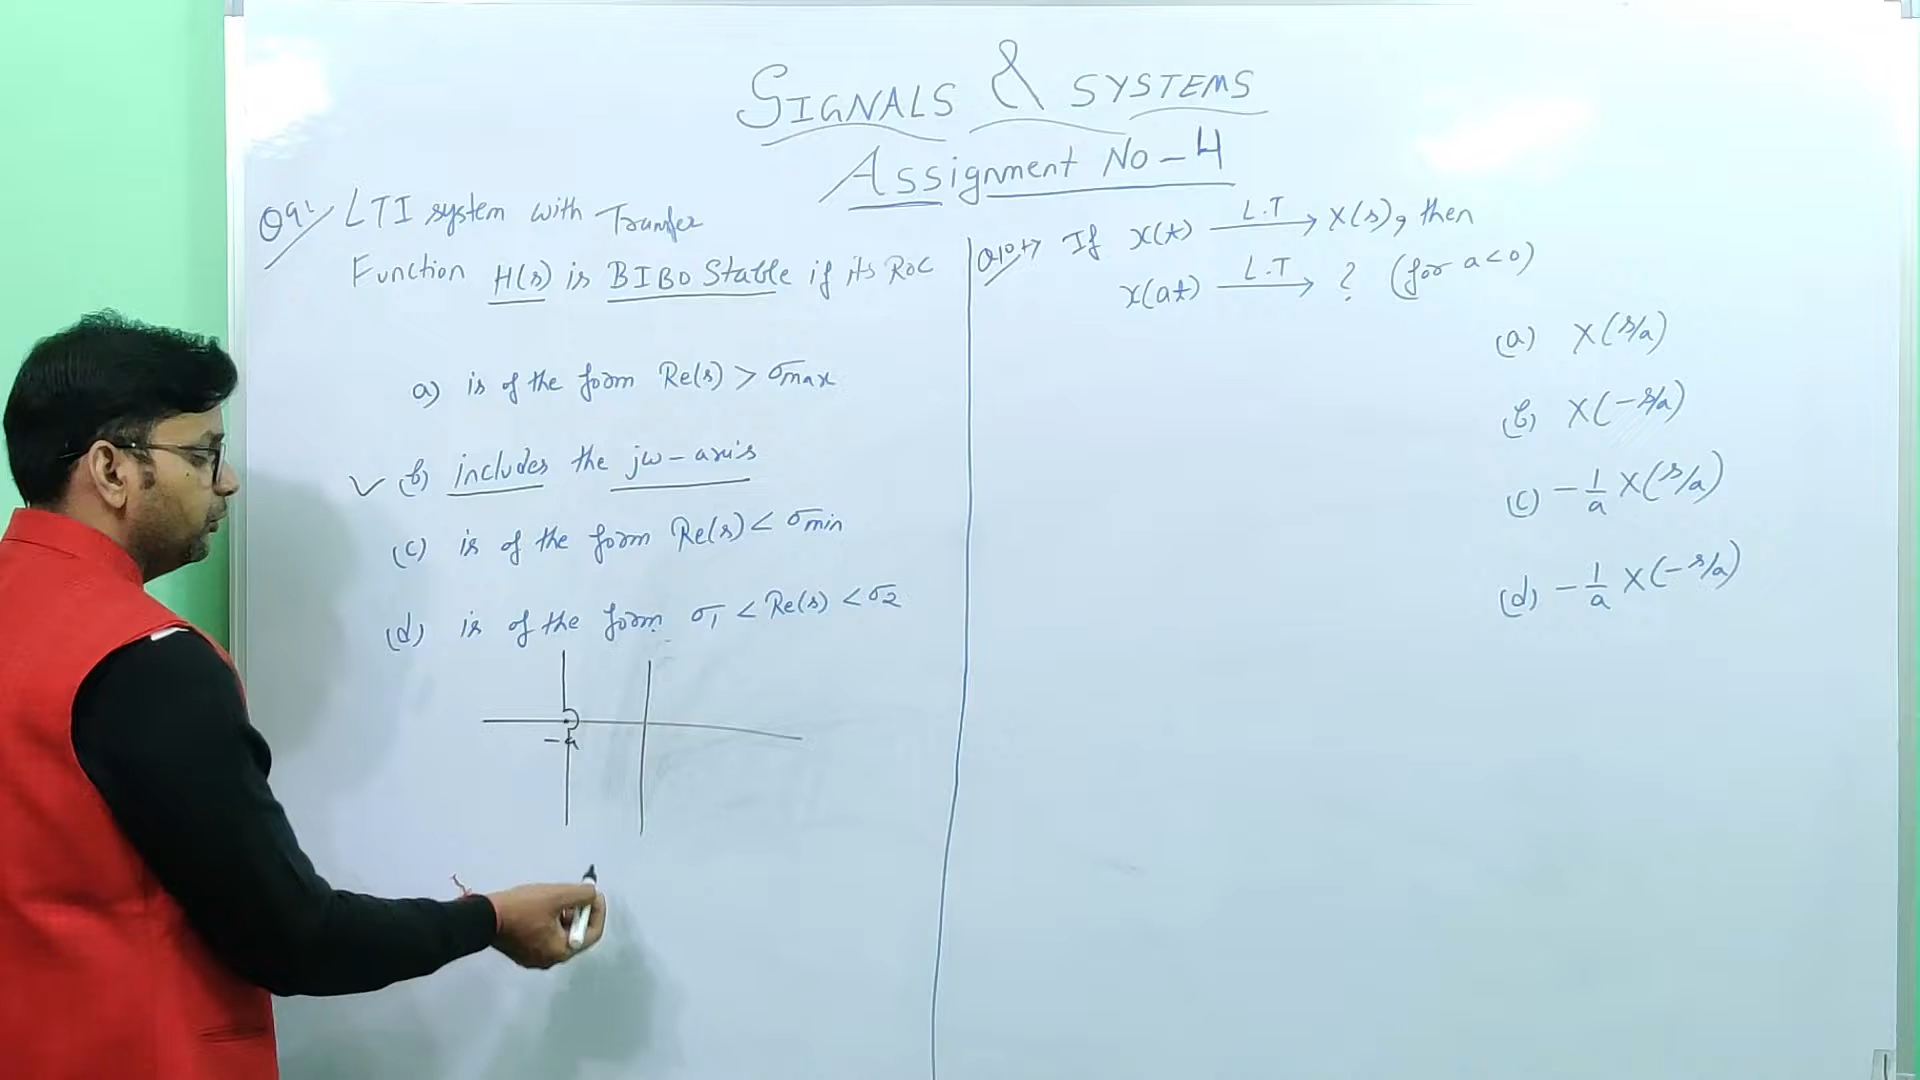 SIGNALS & SYSTEMS
Assignment No - 4
Q9:→ LTI system with Tranfer
Function H(s) is BIBO Stable if its ROC
a) is of the form Re(s) > σmax
✓ (b) includes the jω-axis
(c) is of the form Re(s) < σmin
(d) is of the form σ1 < Re(s) < σ2
-a
Q10:→ If x(t) L.T → X(s), then
x(at) L.T → ? (for a<0)
(a) X(s/a)
(b) X(-s/a)
(c) -1/a X(s/a)
(d) -1/a X(-s/a)